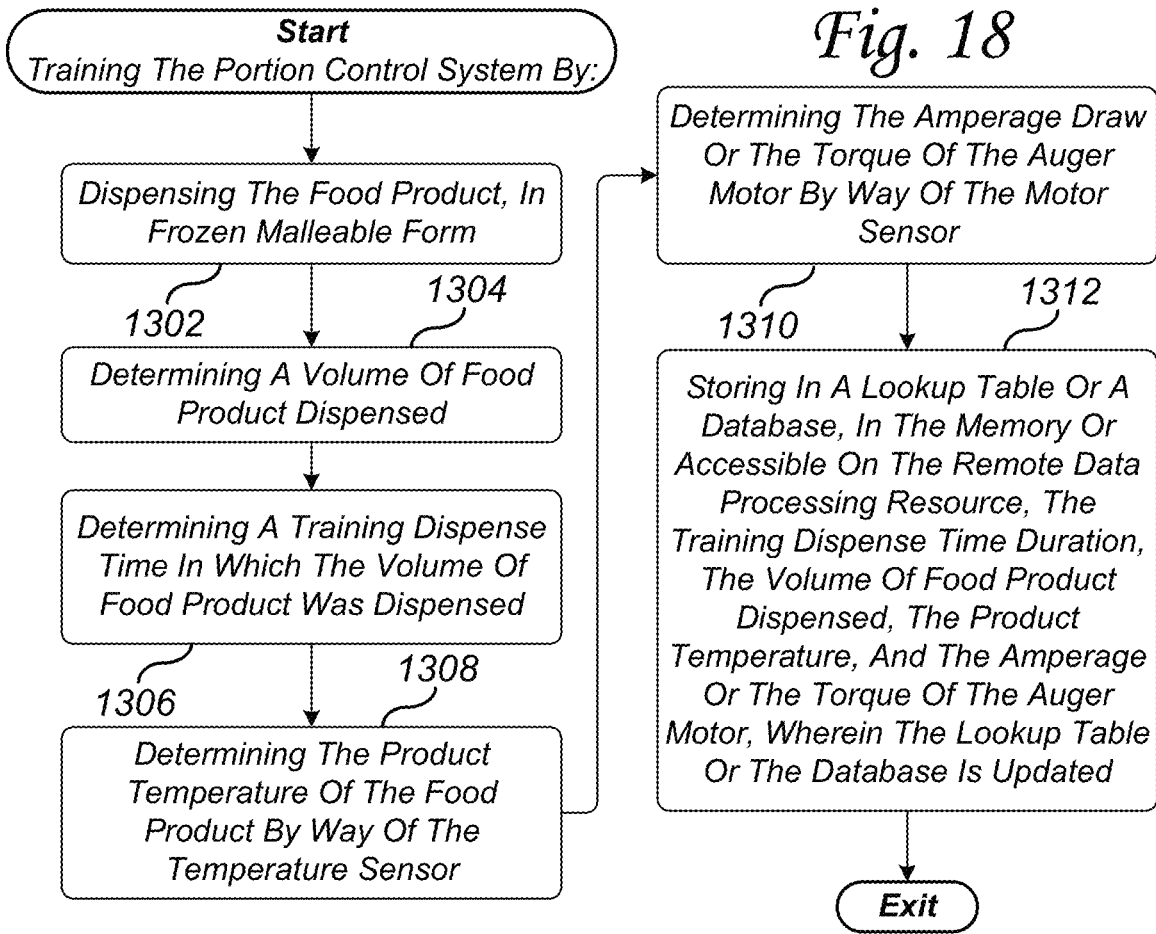 Fig. 18
Start
Training The Portion Control System By:
Dispensing The Food Product, In
Frozen Malleable Form
1302
1304
Determining A Volume Of Food
Product Dispensed
Determining A Training Dispense
Time In Which The Volume Of
Food Product Was Dispensed
1306
1308
Determining The Product
Temperature Of The Food
Product By Way Of The
Temperature Sensor
Determining The Amperage Draw
Or The Torque Of The Auger
Motor By Way Of The Motor
Sensor
1310
1312
Storing In A Lookup Table Or A
Database, In The Memory Or
Accessible On The Remote Data
Processing Resource, The
Training Dispense Time Duration,
The Volume Of Food Product
Dispensed, The Product
Temperature, And The Amperage
Or The Torque Of The Auger
Motor, Wherein The Lookup Table
Or The Database Is Updated
Exit